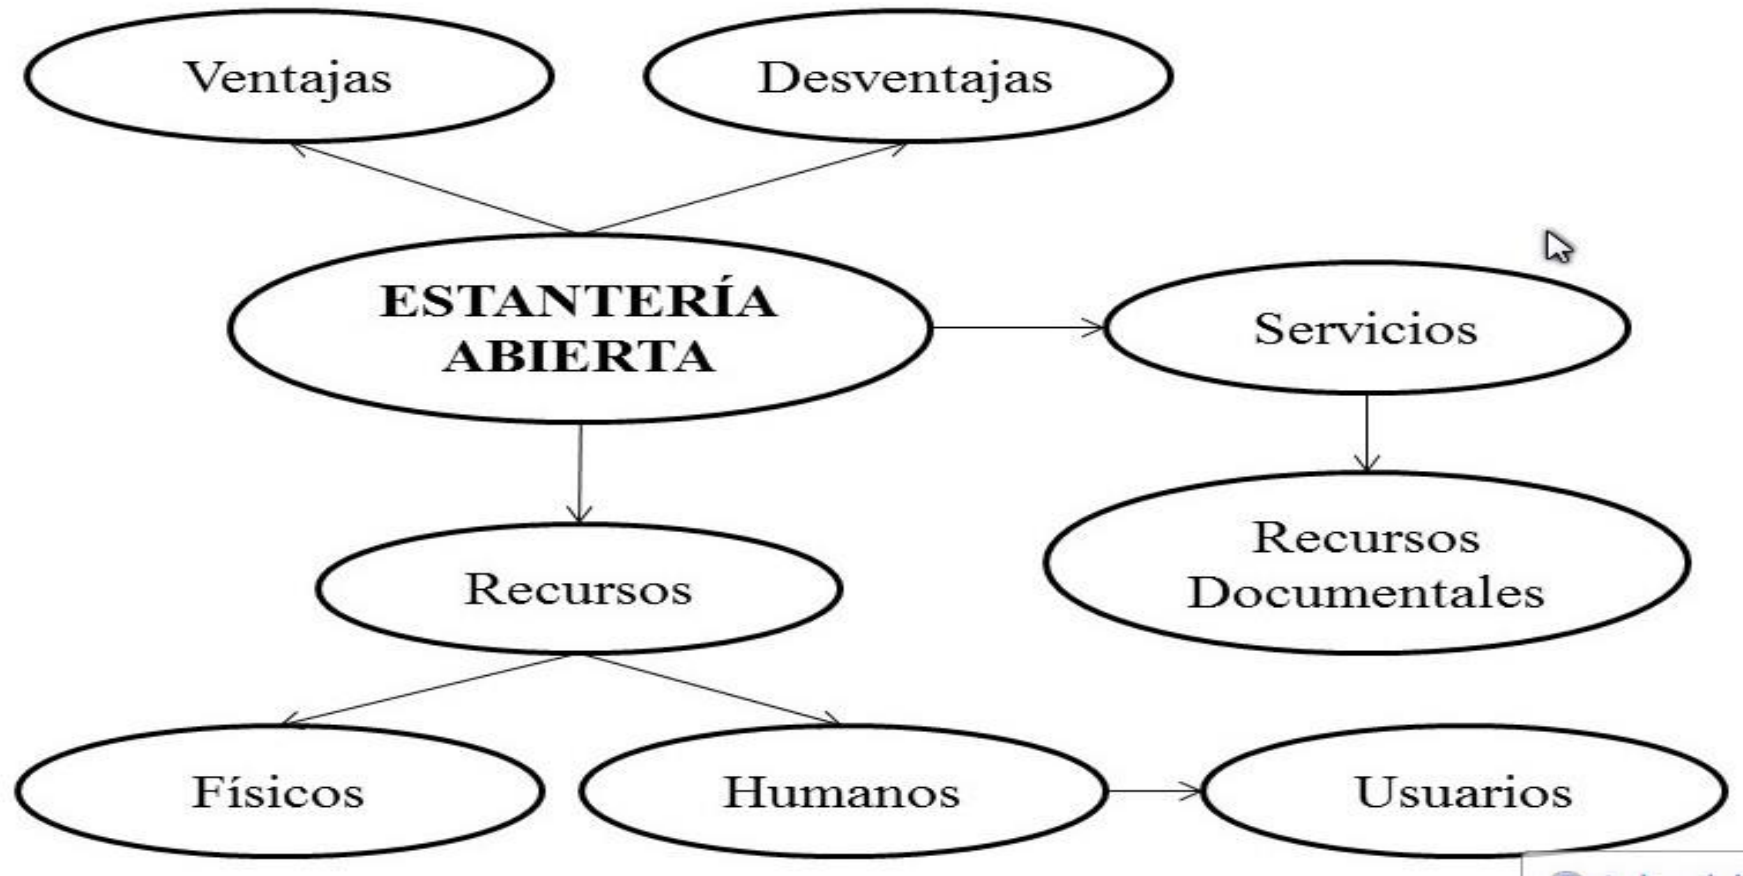 Ventajas
Desventajas
ESTANTERÍA
ABIERTA
Servicios
Recursos
Documentales
Recursos
Físicos
Humanos
Usuarios